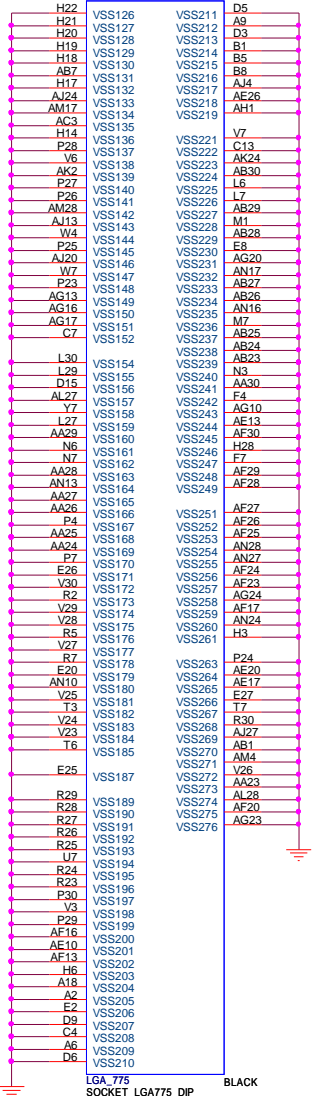 H22 VSS126
H21 VSS127
H20 VSS128
H19 VSS129
H18 VSS130
AB7 VSS131
H17 VSS132
AJ24 VSS133
AM17 VSS134
AC3 VSS135
H14 VSS136
P28 VSS137
V6 VSS138
AK2 VSS139
P27 VSS140
P26 VSS141
AM28 VSS142
AJ13 VSS143
W4 VSS144
P25 VSS145
AJ20 VSS146
W7 VSS147
P23 VSS148
AG13 VSS149
AG16 VSS150
AG17 VSS151
C7 VSS152
L30 VSS154
L29 VSS155
D15 VSS156
AL27 VSS157
Y7 VSS158
L27 VSS159
AA29 VSS160
N6 VSS161
N7 VSS162
AA28 VSS163
AN13 VSS164
AA27 VSS165
AA26 VSS166
P4 VSS167
AA25 VSS168
AA24 VSS169
P7 VSS170
E26 VSS171
V30 VSS172
R2 VSS173
V29 VSS174
V28 VSS175
R5 VSS176
V27 VSS177
R7 VSS178
E20 VSS179
AN10 VSS180
V25 VSS181
T3 VSS182
V24 VSS183
V23 VSS184
T6 VSS185
E25 VSS187
R29 VSS189
R28 VSS190
R27 VSS191
R26 VSS192
R25 VSS193
U7 VSS194
R24 VSS195
R23 VSS196
P30 VSS197
V3 VSS198
P29 VSS199
AF16 VSS200
AE10 VSS201
AF13 VSS202
H6 VSS203
A18 VSS204
A2 VSS205
E2 VSS206
D9 VSS207
C4 VSS208
A6 VSS209
D6 VSS210
VSS211 D5
VSS212 A9
VSS213 D3
VSS214 B1
VSS215 B5
VSS216 B8
VSS217 AJ4
VSS218 AE26
VSS219 AH1
VSS221 V7
VSS222 C13
VSS223 AK24
VSS224 AB30
VSS225 L6
VSS226 L7
VSS227 AB29
VSS228 M1
VSS229 AB28
VSS230 E8
VSS231 AG20
VSS232 AN17
VSS233 AB27
VSS234 AB26
VSS235 AN16
VSS236 M7
VSS237 AB25
VSS238 AB24
VSS239 AB23
VSS240 N3
VSS241 AA30
VSS242 F4
VSS243 AG10
VSS244 AE13
VSS245 AF30
VSS246 H28
VSS247 F7
VSS248 AF29
VSS249 AF28
VSS251 AF27
VSS252 AF26
VSS253 AF25
VSS254 AN28
VSS255 AN27
VSS256 AF24
VSS257 AF23
VSS258 AG24
VSS259 AF17
VSS260 AN24
VSS261 H3
VSS263 P24
VSS264 AE20
VSS265 AE17
VSS266 E27
VSS267 T7
VSS268 R30
VSS269 AJ27
VSS270 AB1
VSS271 AM4
VSS272 V26
VSS273 AA23
VSS274 AL28
VSS275 AF20
VSS276 AG23
LGA_775 BLACK
SOCKET_LGA775_DIP